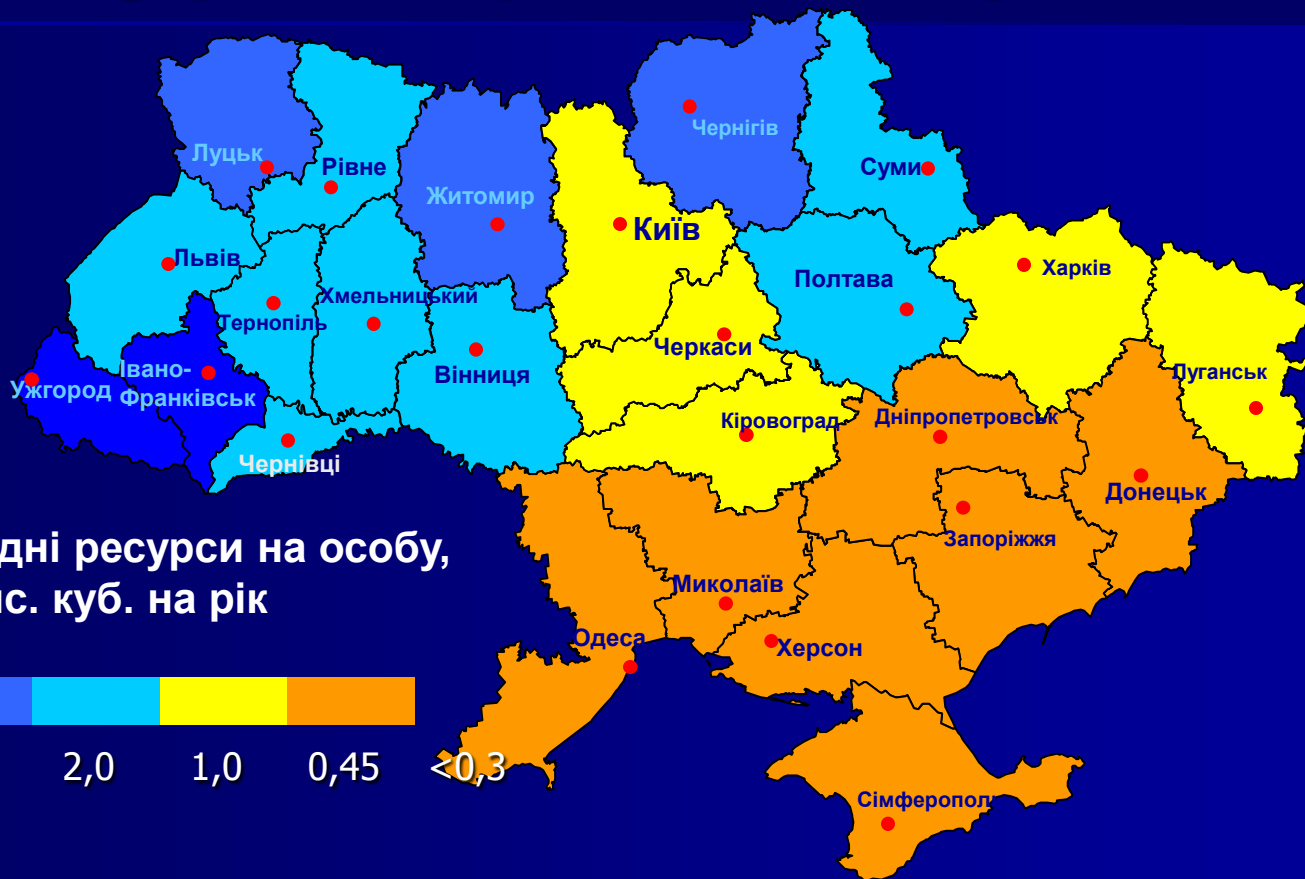 Чернігів
Луцьк
Рівне
Суми
Житомир
Київ
Львів
Харків
Полтава
Хмельницький
Тернопіль
Черкаси
Вінниця
Івано-
Франківськ
Ужгород
Луганськ
Кіровоград
Дніпропетровськ
Чернівці
Донецьк
Запоріжжя
дні ресурси на особу,
с. куб. на рік
Миколаїв
Одеса
Херсон
2,0 1,0 0,45 <0,3
Сімферопол